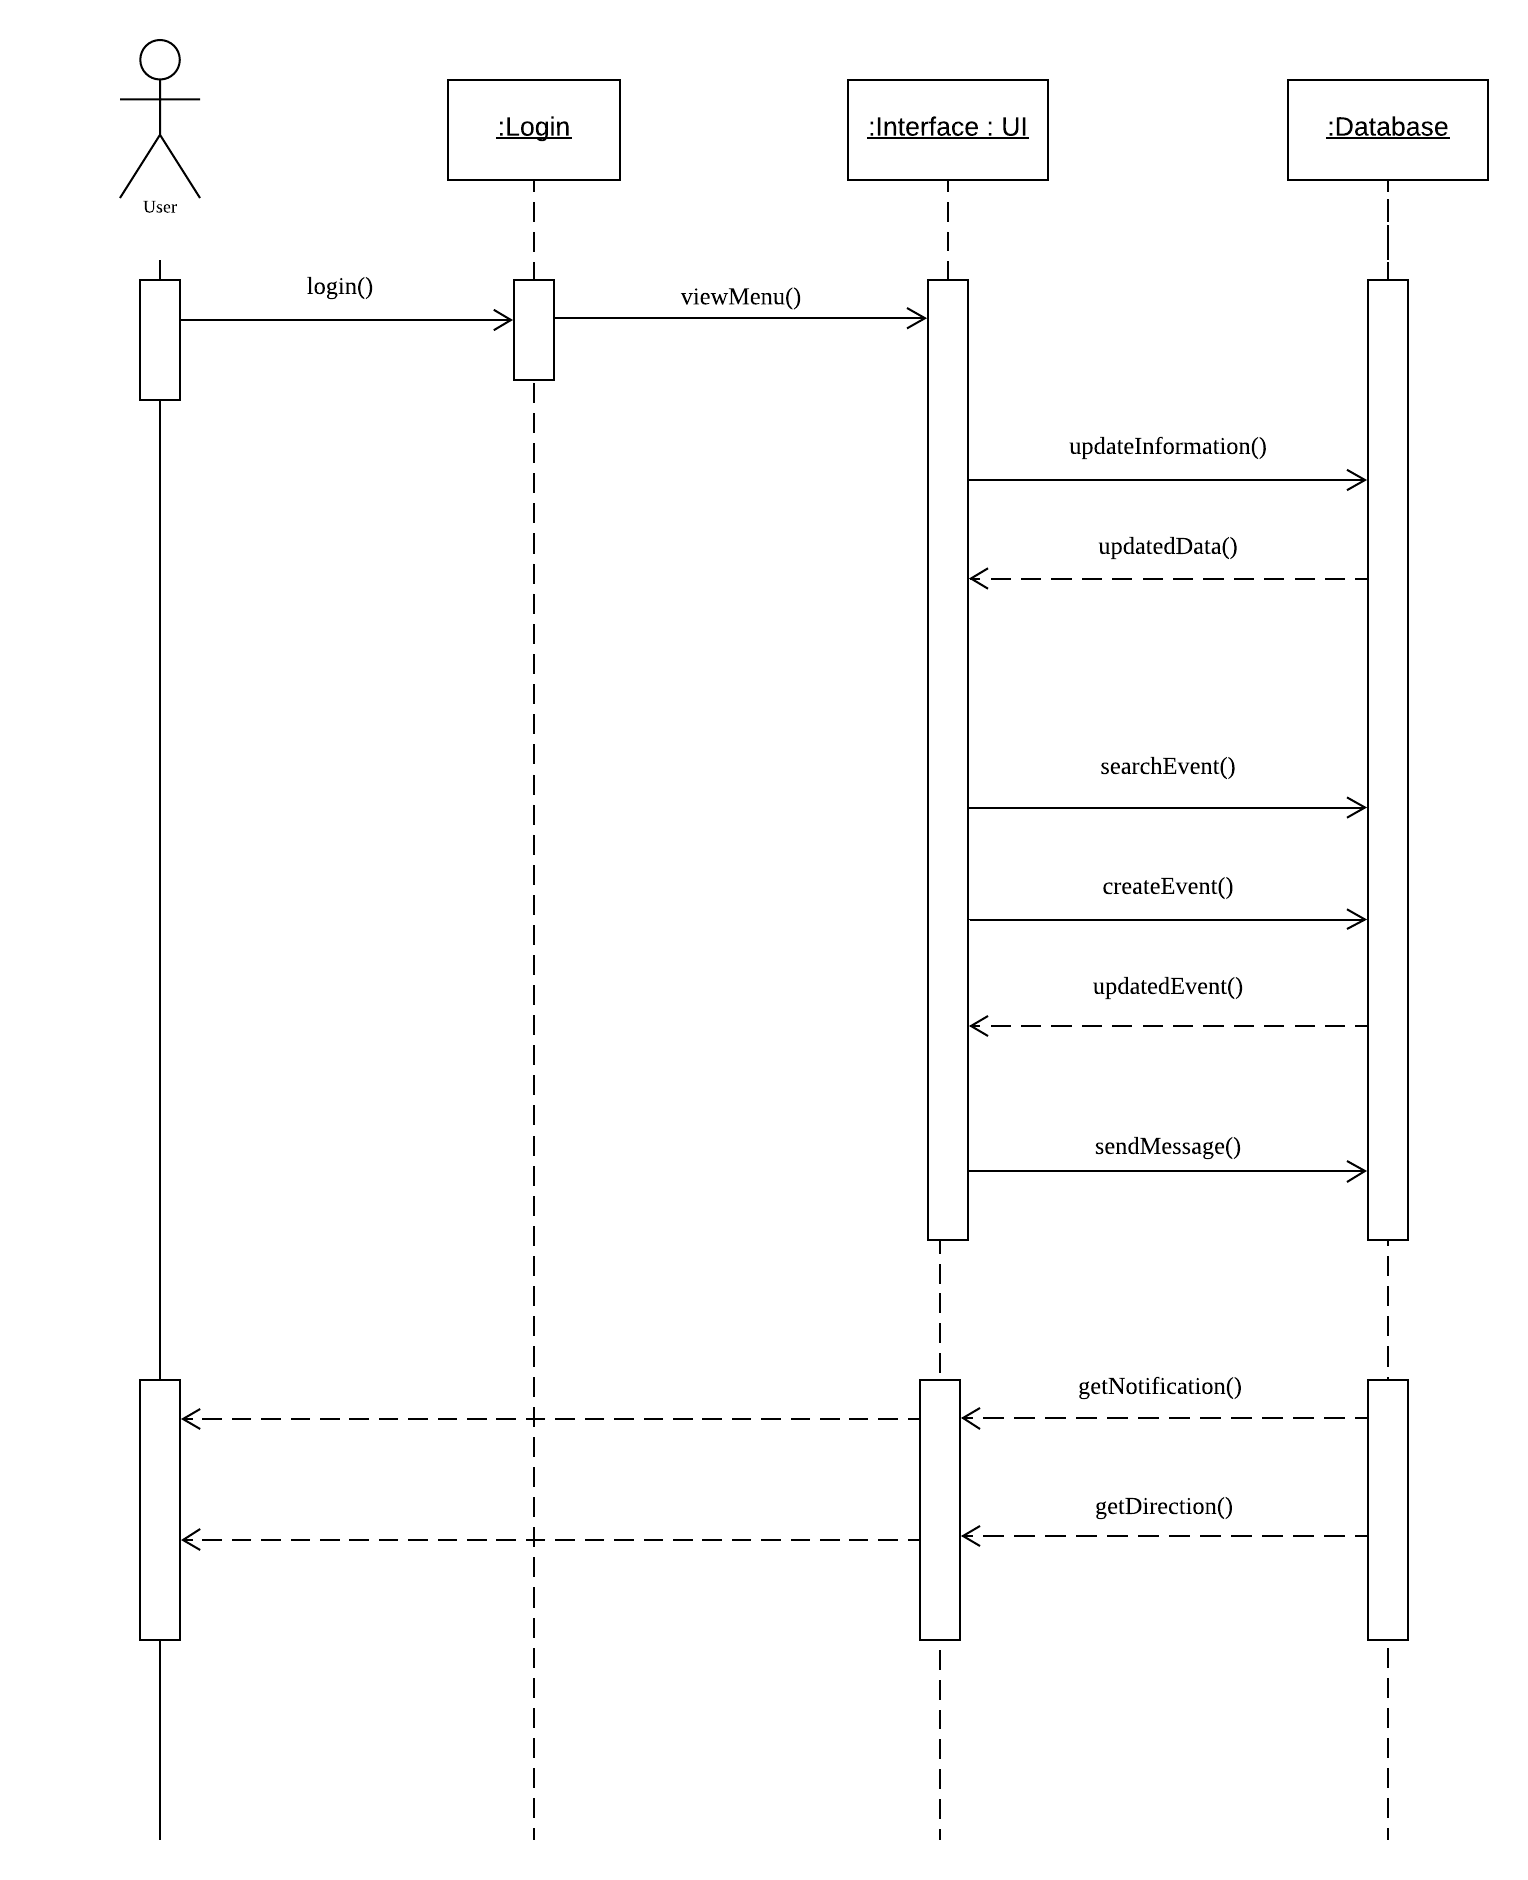 :Login
:Interface : UI
:Database
User
login()
viewMenu()
updateInformation()
updatedData()
searchEvent()
createEvent()
updatedEvent()
sendMessage()
getNotification()
getDirection()